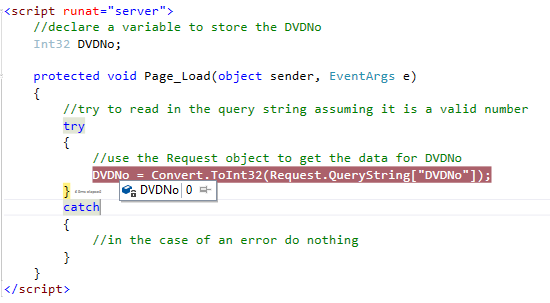 <script runat="server">
//declare a variable to store the DVDNo
Int32 DVDNo;
protected void Page_Load(object sender, EventArgs e)
{
//try to read in the query string assuming it is a valid number
try
{
//use the Request object to get the data for DVDNo
DVDNo = Convert.ToInt32(Request.QueryString["DVDNo"]);
}
DVDNo 0
catch
{
//in the case of an error do nothing
}
}
</script>